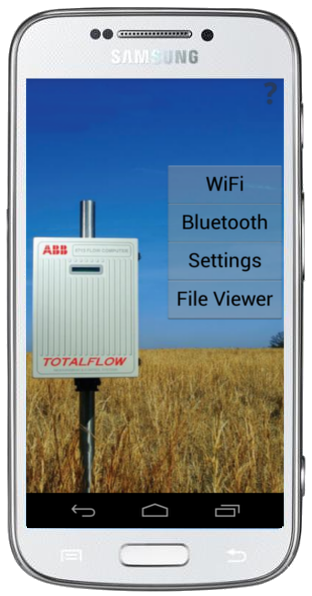 SAMSUNG
?
WiFi
Bluetooth
Settings
File Viewer
ABB
TOTALFLOW